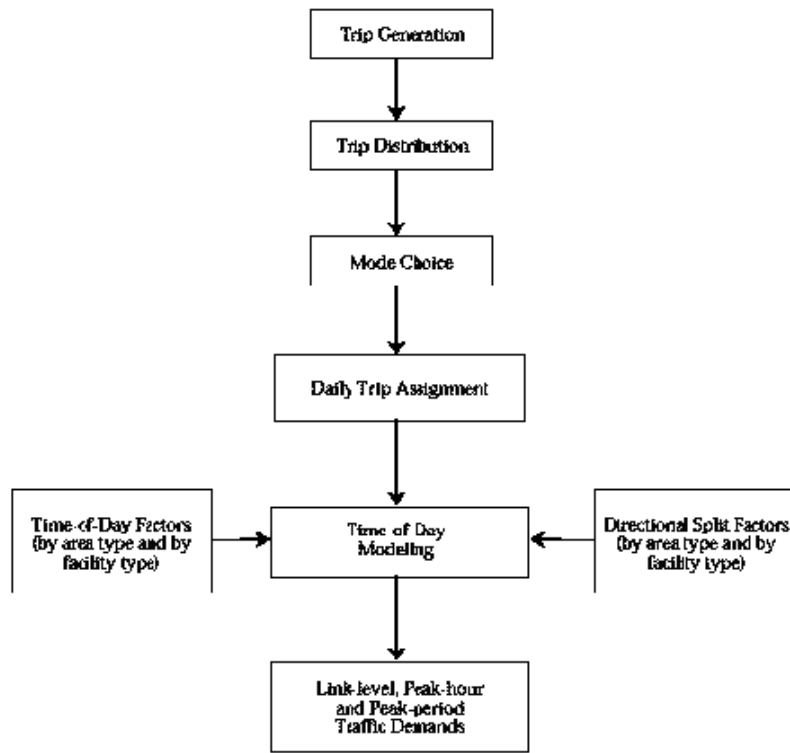 Trip Generation
Trip Distribution
Mode Choice
Daily Trip Assignment
Time-of-Day Factors
(by area type and by
facility type)
Time of Day
Modeling
Directional Split Factors
(by area type and by
facility type)
Link-level, Peak-hour
and Peak-period
Traffic Demands